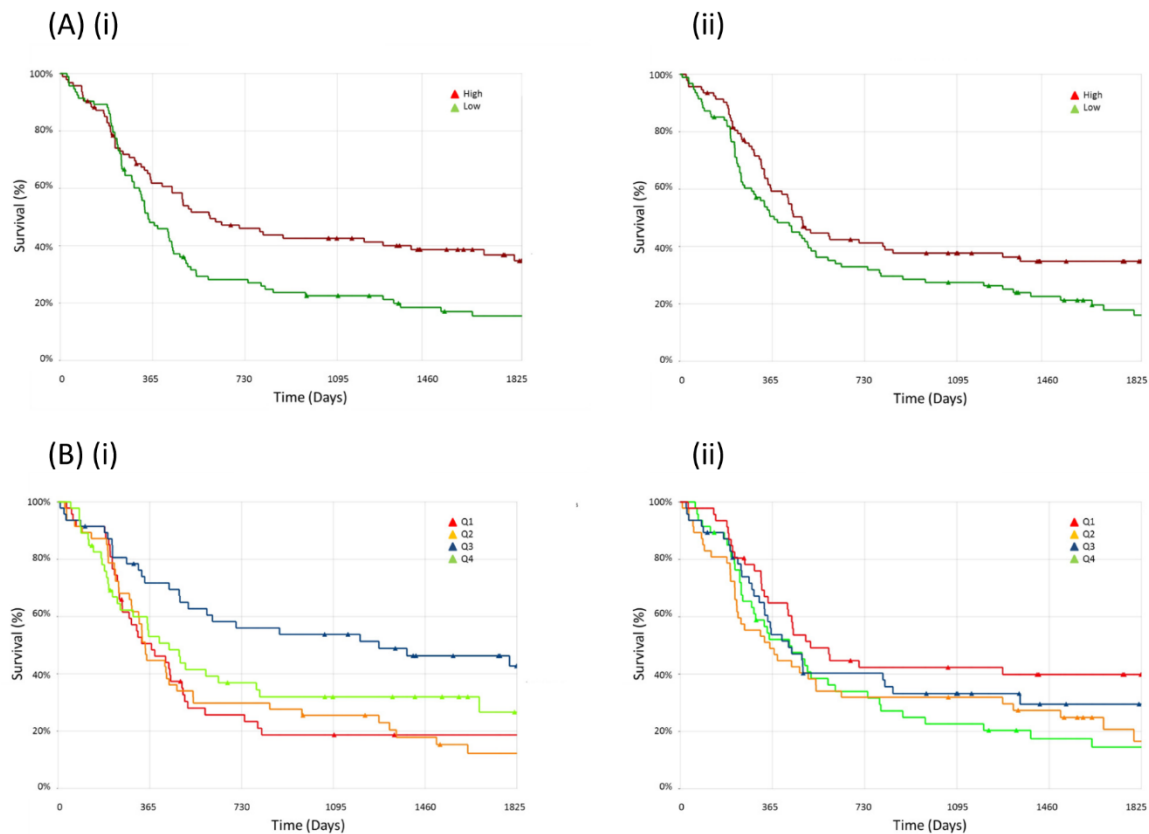 (A) (i)
100%
80%
60%
40%
20%
0%
Survival (%)
High
Low
0 365 730 1095 1460 1825
Time (Days)
(ii)
100%
80%
60%
40%
20%
0%
Survival (%)
High
Low
0 365 730 1095 1460 1825
Time (Days)
(B) (i)
100%
80%
60%
40%
20%
0%
Survival (%)
Q1
Q2
Q3
Q4
0 365 730 1095 1460 1825
Time (Days)
(ii)
100%
80%
60%
40%
20%
0%
Survival (%)
Q1
Q2
Q3
Q4
0 365 730 1095 1460 1825
Time (Days)